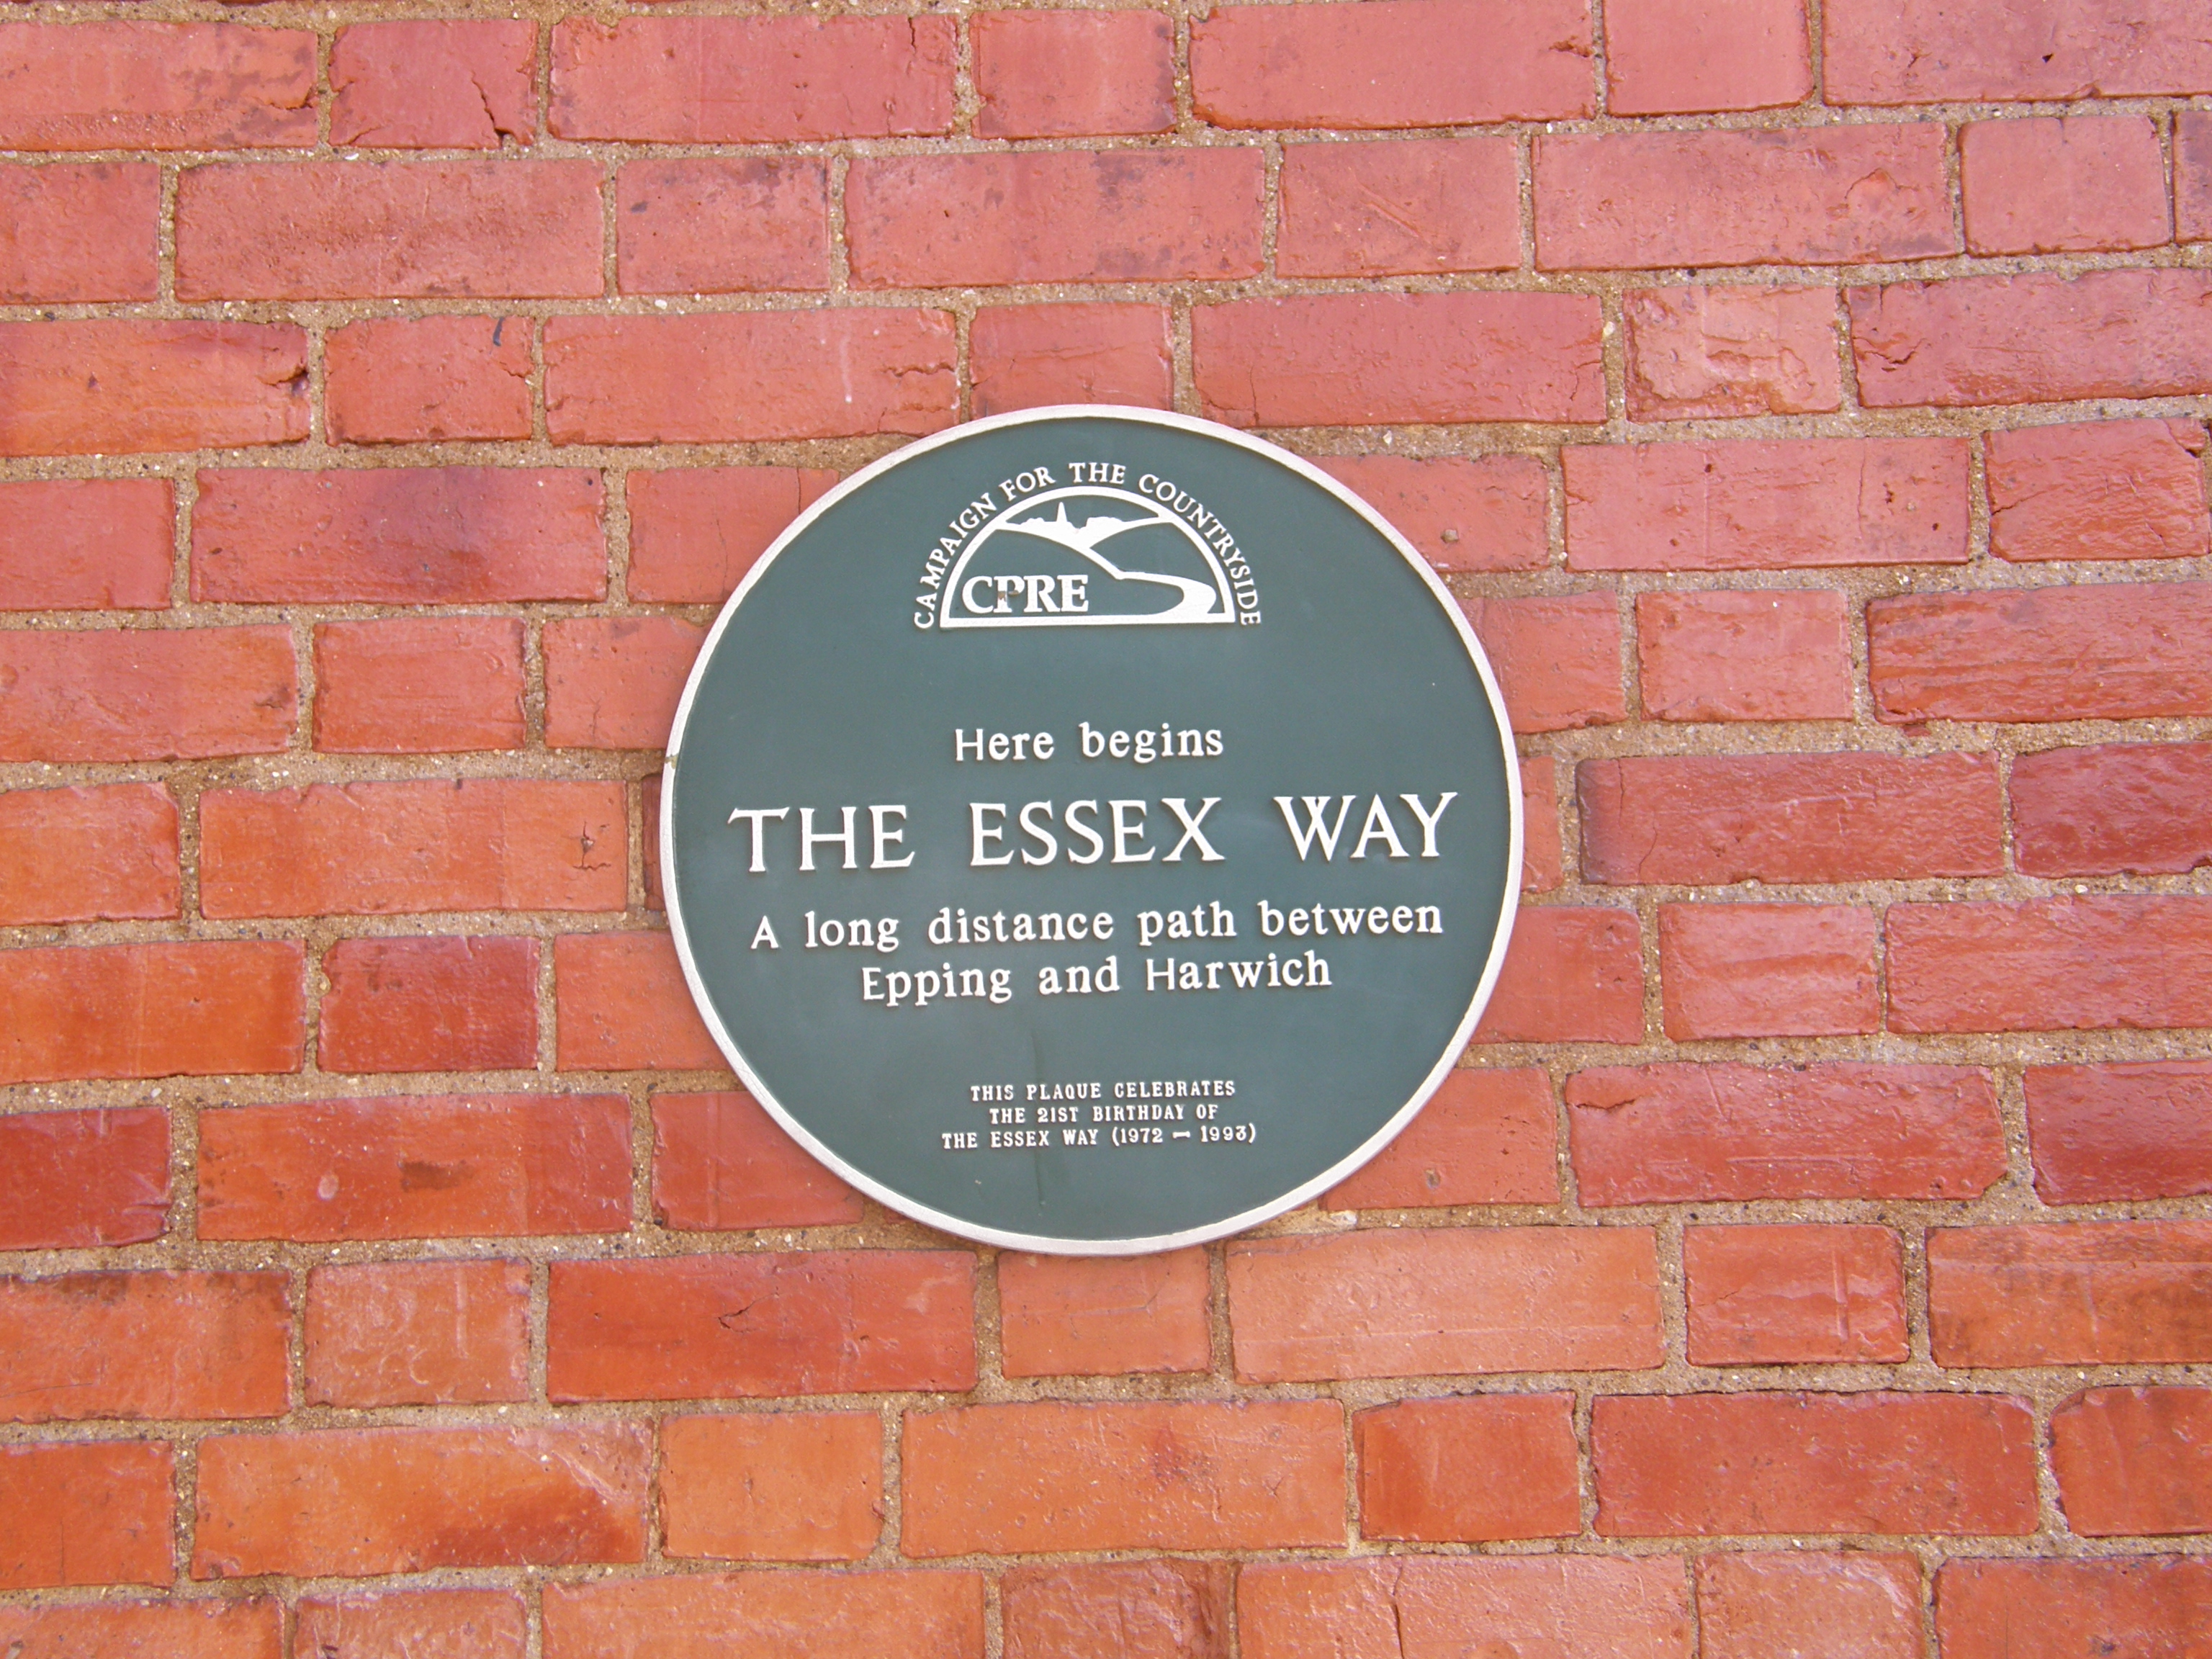 CAMPAIGN FOR THE COUNTRYSIDE
CPRE
Here begins
THE ESSEX WAY
A long distance path between
Epping and Harwich
THIS PLAQUE CELEBRATES
THE 21ST BIRTHDAY OF
THE ESSEX WAY (1972 – 1993)